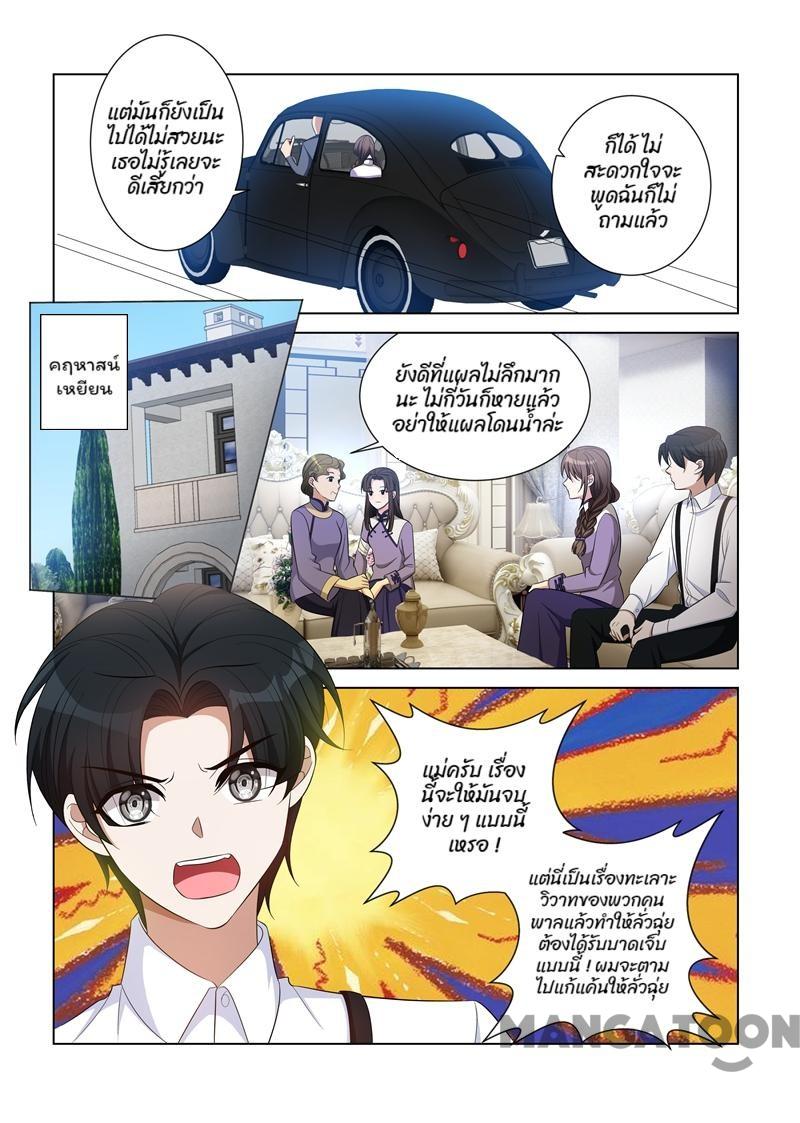 แต่มันก็ยังเป็น
ไปได้ไม่สวยนะ
เธอไม่รู้เลยจะ
ดีเสียกว่า
ก็ได้ ไม่
สะดวกใจจะ
พูดฉันก็ไม่
ถามแล้ว
คฤหาสน์
เหยียน
ยังดีที่แผลไม่ลึกมาก
นะ ไม่กี่วันก็หายแล้ว
อย่าให้แผลโดนน้ำล่ะ
แม่ครับ เรื่อง
นี้จะให้มันจบ
ง่าย ๆ แบบนี้
เหรอ !
แต่นี่เป็นเรื่องทะเลาะ
วิวาทของพวกคน
พาลแล้วทำให้ลั่วฉุ่ย
ต้องได้รับบาดเจ็บ
แบบนี้ ! ผมจะตาม
ไปแก้แค้นให้ลั่วฉุ่ย
MANGATOON